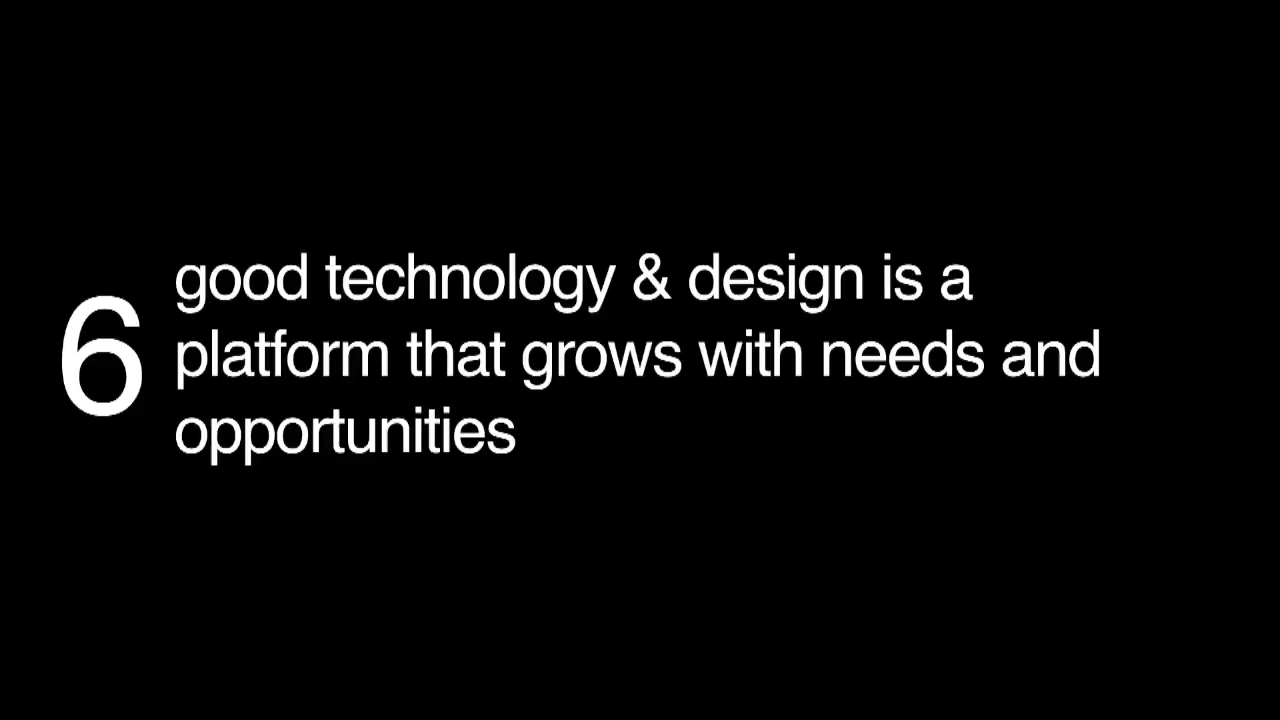 6
good technology & design is a
platform that grows with needs and
opportunities